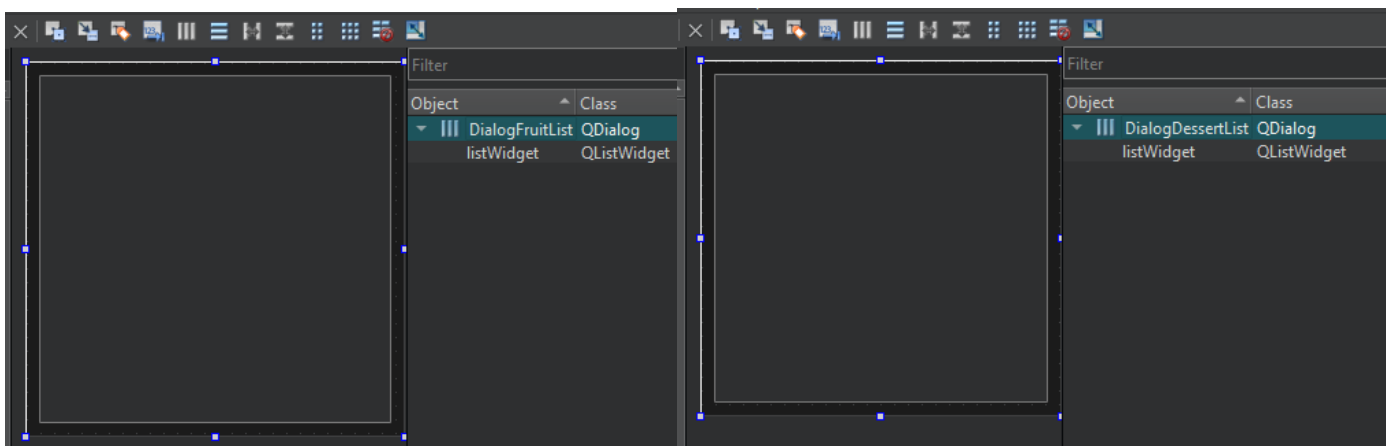 Filter
Object Class
DialogFruitList QDialog
listWidget QListWidget
Filter
Object Class
DialogDessertList QDialog
listWidget QListWidget